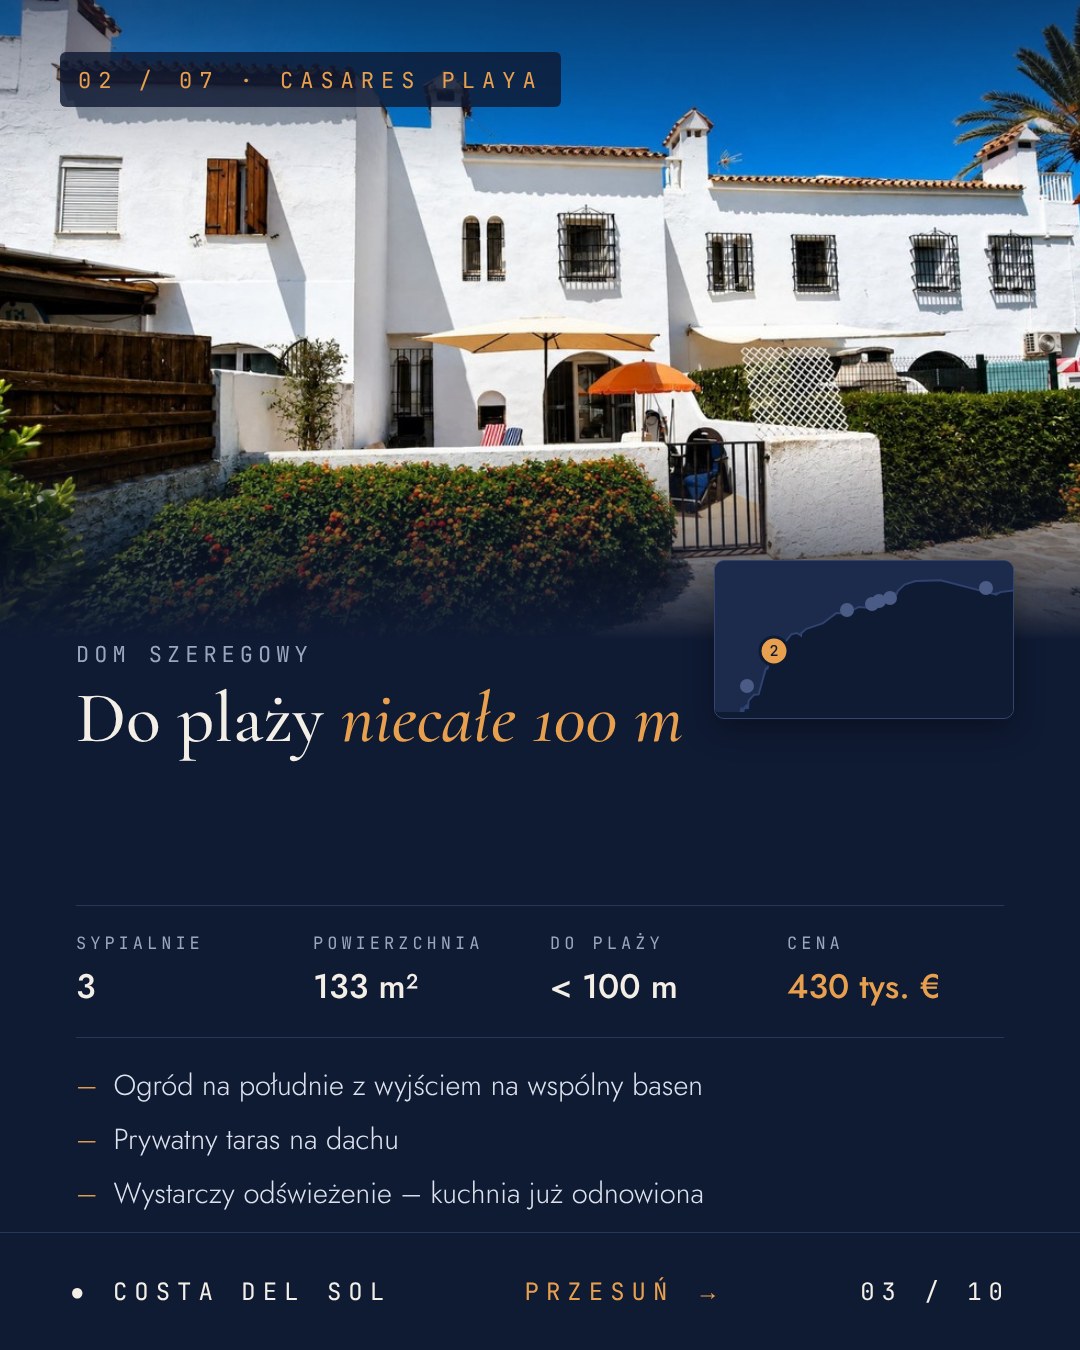 02 / 07 · CASARES PLAYA
2
DOM SZEREGOWY
Do plaży niecałe 100 m
SYPIALNIE POWIERZCHNIA DO PLAŻY CENA
3 133 m² < 100 m 430 tys. €
— Ogród na południe z wyjściem na wspólny basen
— Prywatny taras na dachu
— Wystarczy odświeżenie – kuchnia już odnowiona
• COSTA DEL SOL PRZESUŃ → 03 / 10